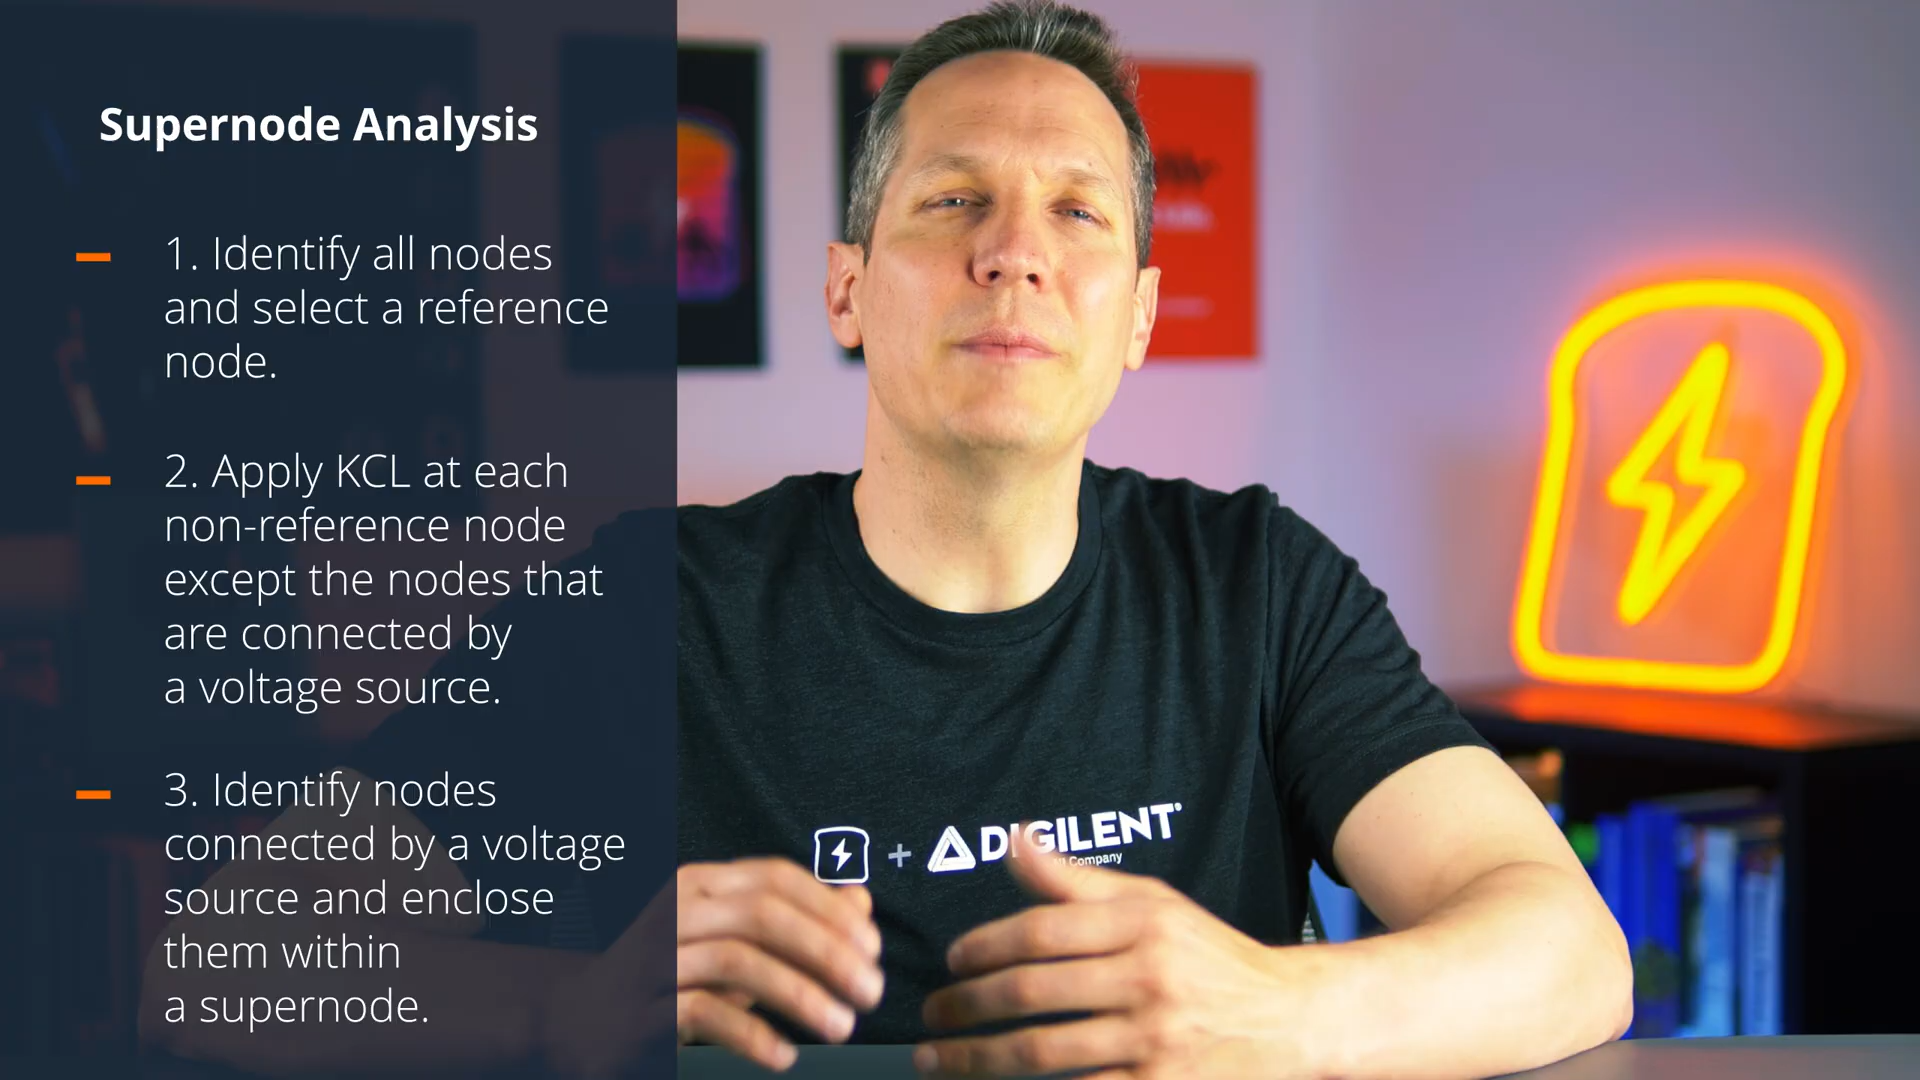 Supernode Analysis
1. Identify all nodes
and select a reference
node.
2. Apply KCL at each
non-reference node
except the nodes that
are connected by
a voltage source.
3. Identify nodes
connected by a voltage
source and enclose
them within
a supernode.
+ DIGILENT
Company